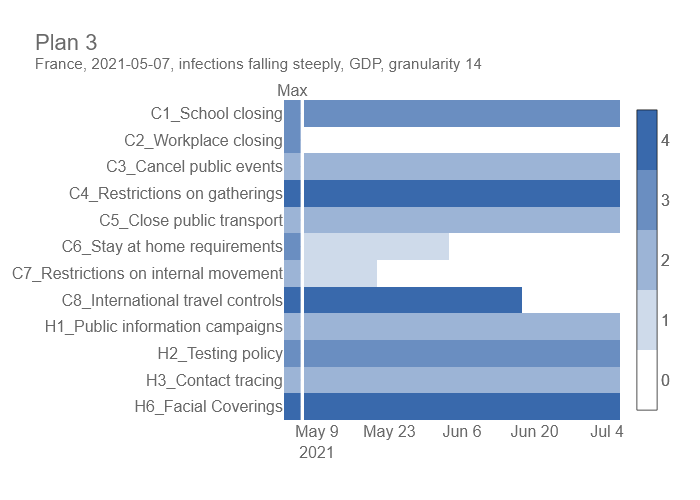 Plan 3
France, 2021-05-07, infections falling steeply, GDP, granularity 14
Max
C1_School closing
C2_Workplace closing
C3_Cancel public events
C4_Restrictions on gatherings
C5_Close public transport
C6_Stay at home requirements
C7_Restrictions on internal movement
C8_International travel controls
H1_Public information campaigns
H2_Testing policy
H3_Contact tracing
H6_Facial Coverings
4
3
2
1
0
May 9 May 23 Jun 6 Jun 20 Jul 4
2021